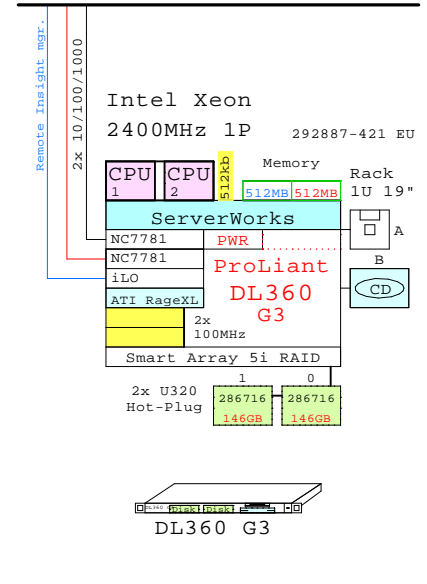 Remote Insight mgr.
2x 10/100/1000
Intel Xeon
2400MHz 1P
292887-421 EU
CPU
1
CPU
2
512kb
Memory
512MB
512MB
Rack
1U 19"
ServerWorks
A
NC7781
PWR
NC7781
iLO
ATI RageXL
ProLiant
DL360
G3
B
CD
2x
100MHz
Smart Array 5i RAID
2x U320
Hot-Plug
1
0
286716
146GB
286716
146GB
DL360 G3
Disk
Disk
DL360 G3